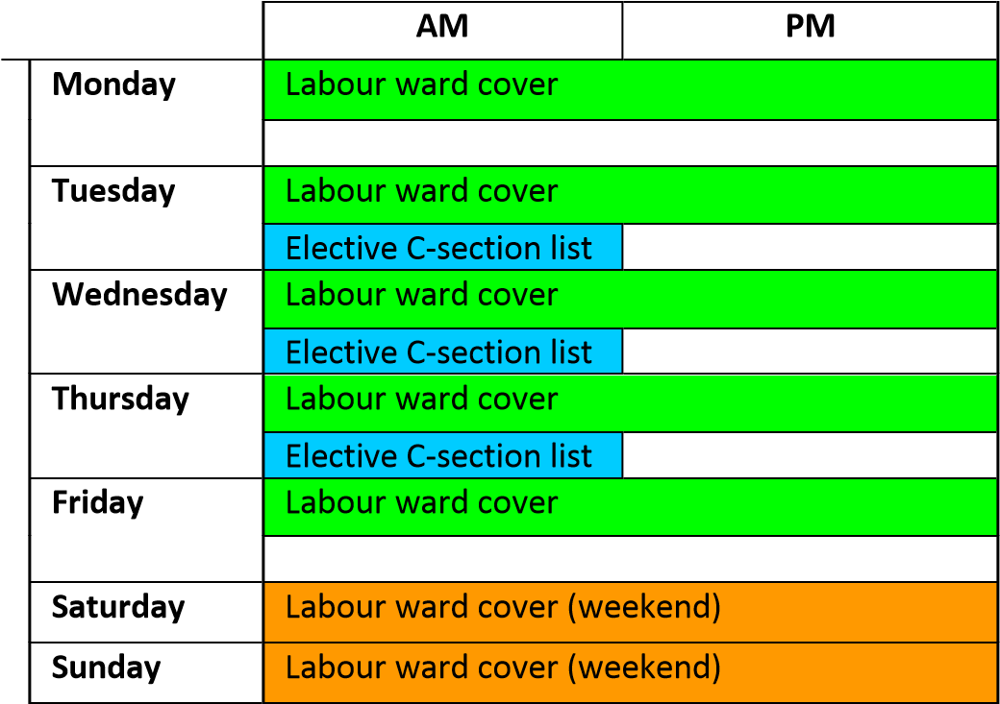 AM PM
Monday Labour ward cover
Tuesday Labour ward cover
Elective C-section list
Wednesday Labour ward cover
Elective C-section list
Thursday Labour ward cover
Elective C-section list
Friday Labour ward cover
Saturday Labour ward cover (weekend)
Sunday Labour ward cover (weekend)